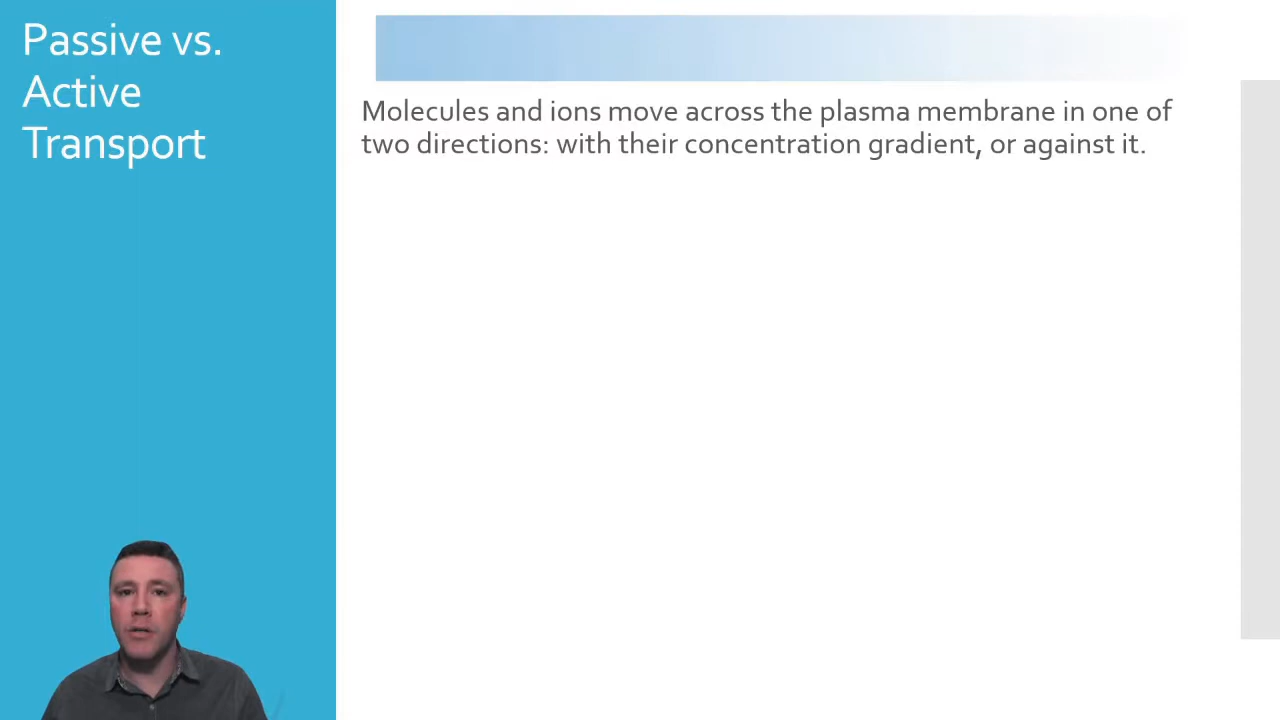 Passive vs.
Active
Transport
Molecules and ions move across the plasma membrane in one of
two directions: with their concentration gradient, or against it.